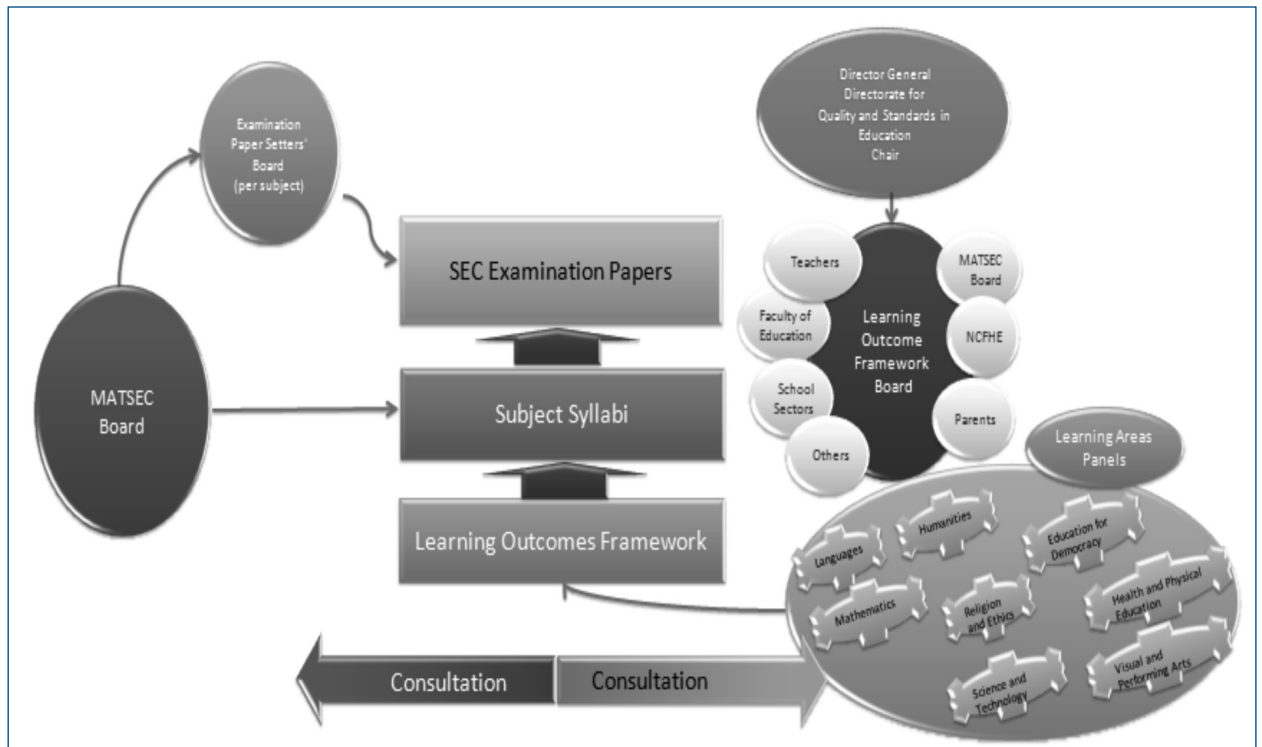 Examination
Paper Setters'
Board
(per subject)
MATSEC
Board
SEC Examination Papers
Subject Syllabi
Learning Outcomes Framework
Consultation
Consultation
Director General
Directorate for
Quality and Standards in
Education
Chair
Learning
Outcome
Framework
Board
Teachers
Faculty of
Education
School
Sectors
Others
MATSEC
Board
NCFHE
Parents
Learning Areas
Panels
Languages
Humanities
Education for
Democracy
Mathematics
Religion
and Ethics
Health and Physical
Education
Science and
Technology
Visual and
Performing Arts